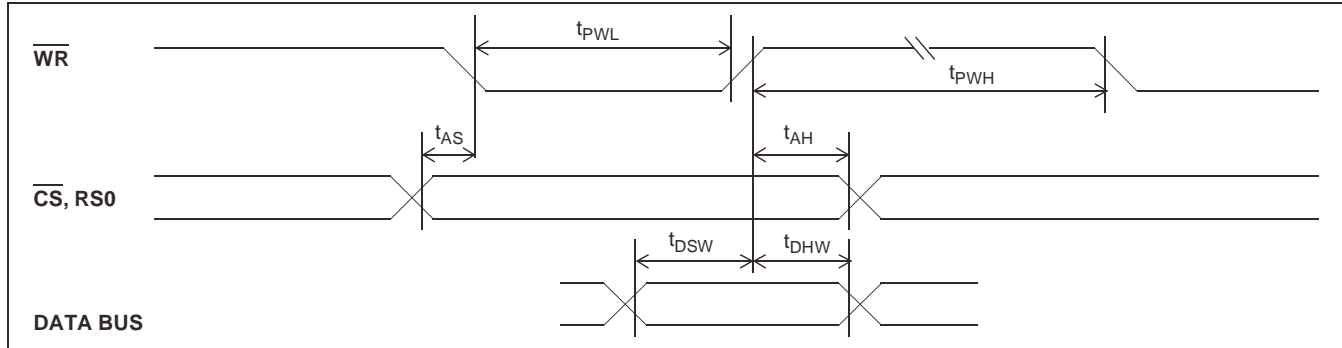 WR
tPWL
tPWH
tAS
tAH
CS, RS0
tDSW
tDHW
DATA BUS